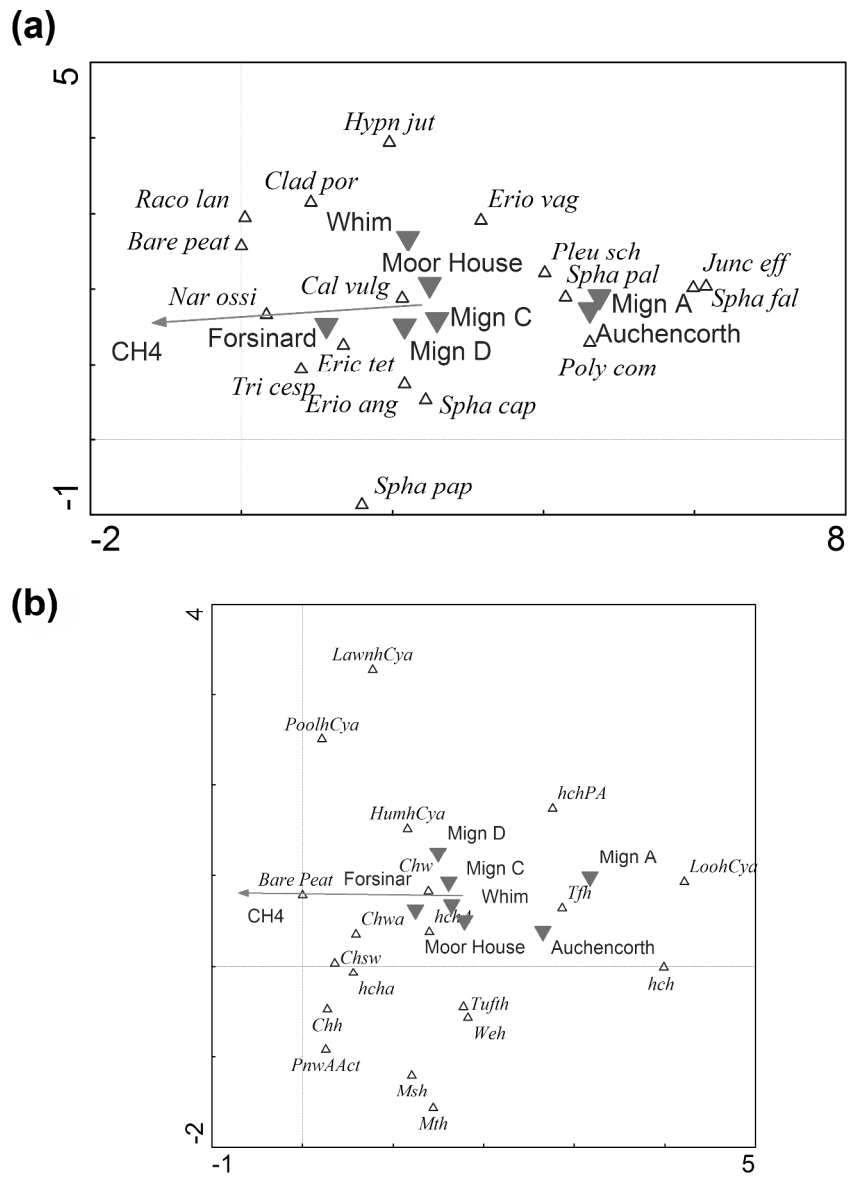 (a)
5
Hypn jut
Clad por
Raco lan
Erio vag
Whim
Bare peat
Pleu sch
Moor House
Junc eff
Spha pal
Cal vulg
Nar ossi
Spha fal
Mign A
Mign C
Forsinard
Auchencorth
CH4
Mign D
Eric tet
Poly com
Tri cesp
Erio ang
Spha cap
Spha pap
-1
-2
8
(b)
4
LawnhCya
PoolhCya
hchPA
HumhCya
Mign D
Mign A
Chw
Mign C
LoohCya
Bare Peat
Forsinar
Whim
Tfh
CH4
Chwa
Moor House
Auchencorth
Chsw
hcha
hch
Tufth
Chh
Weh
PnwAAct
Msh
Mth
-2
-1
5